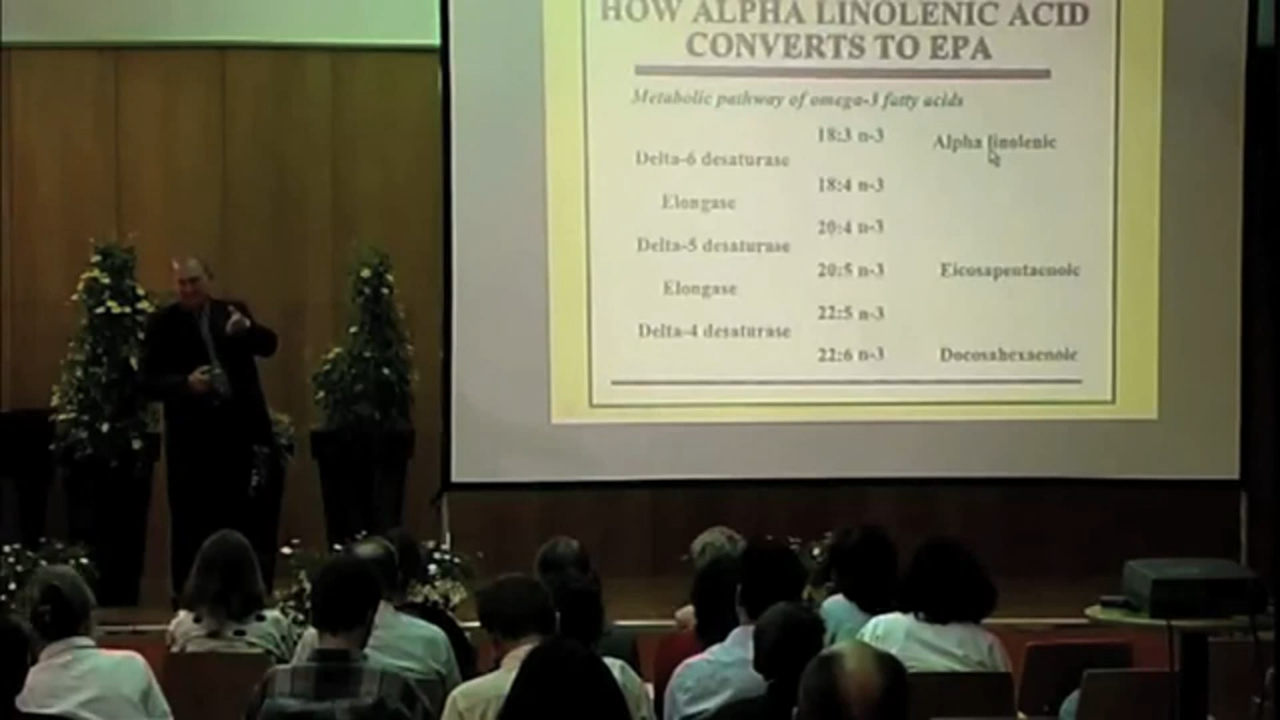 HOW ALPHA LINOLENIC ACID
CONVERTS TO EPA
Metabolic pathway of omega-3 fatty acids
18:3 n-3 Alpha linolenic
Delta-6 desaturase
18:4 n-3
Elongase
20:4 n-3
Delta-5 desaturase
20:5 n-3 Eicosapentaenoic
Elongase
22:5 n-3
Delta-4 desaturase
22:6 n-3 Docosahexaenoic